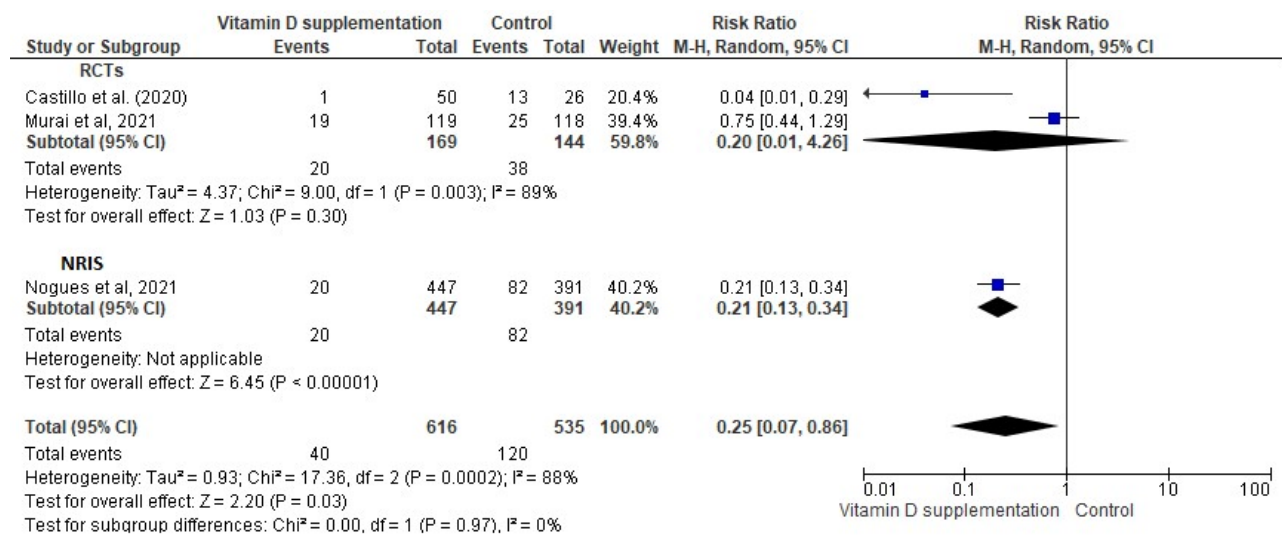 Vitamin D supplementation Control Risk Ratio Risk Ratio
Study or Subgroup Events Total Events Total Weight M-H, Random, 95% CI M-H, Random, 95% CI
RCTs
Castillo et al. (2020) 1 50 13 26 20.4% 0.04 [0.01, 0.29]
Murai et al, 2021 19 119 25 118 39.4% 0.75 [0.44, 1.29]
Subtotal (95% CI) 169 144 59.8% 0.20 [0.01, 4.26]
Total events 20 38
Heterogeneity: Tau² = 4.37; Chi² = 9.00, df = 1 (P = 0.003); I² = 89%
Test for overall effect: Z = 1.03 (P = 0.30)
NRIS
Nogues et al, 2021 20 447 82 391 40.2% 0.21 [0.13, 0.34]
Subtotal (95% CI) 447 391 40.2% 0.21 [0.13, 0.34]
Total events 20 82
Heterogeneity: Not applicable
Test for overall effect: Z = 6.45 (P < 0.00001)
Total (95% CI) 616 535 100.0% 0.25 [0.07, 0.86]
Total events 40 120
Heterogeneity: Tau² = 0.93; Chi² = 17.36, df = 2 (P = 0.0002); I² = 88%
Test for overall effect: Z = 2.20 (P = 0.03)
Test for subgroup differences: Chi² = 0.00, df = 1 (P = 0.97), I² = 0%
0.01 0.1 1 10 100
Vitamin D supplementation Control